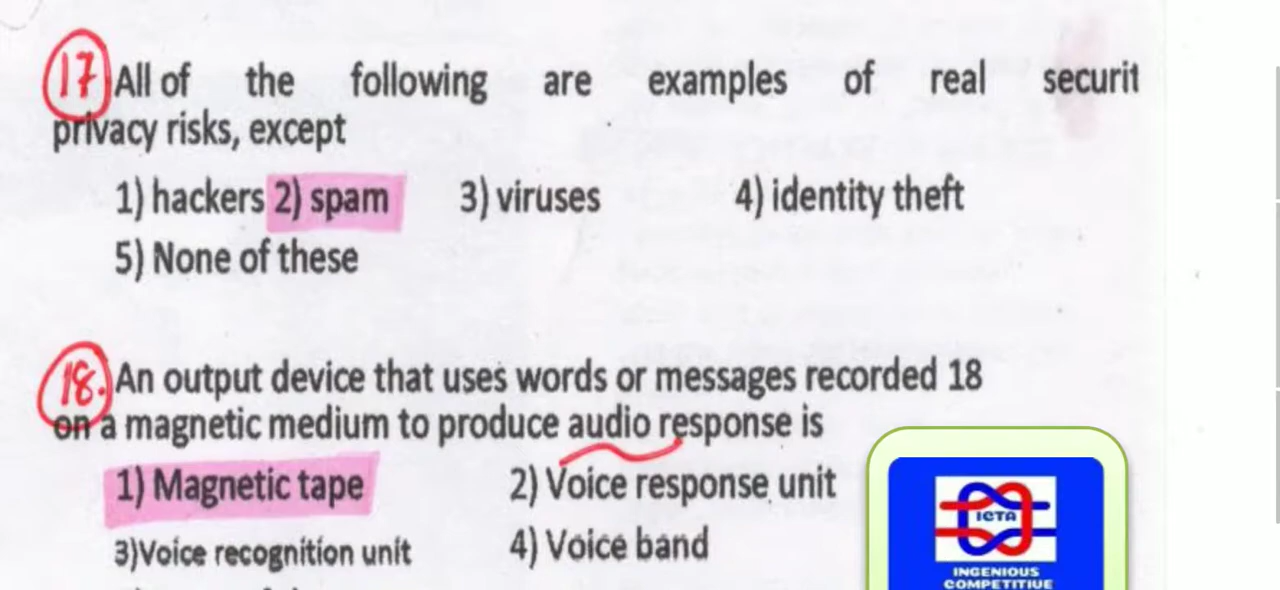 17 All of the following are examples of real securit
privacy risks, except
1) hackers 2) spam 3) viruses 4) identity theft
5) None of these
18. An output device that uses words or messages recorded 18
on a magnetic medium to produce audio response is
1) Magnetic tape 2) Voice response unit
3)Voice recognition unit 4) Voice band
ICTA
INGENIOUS
COMPETITIVE